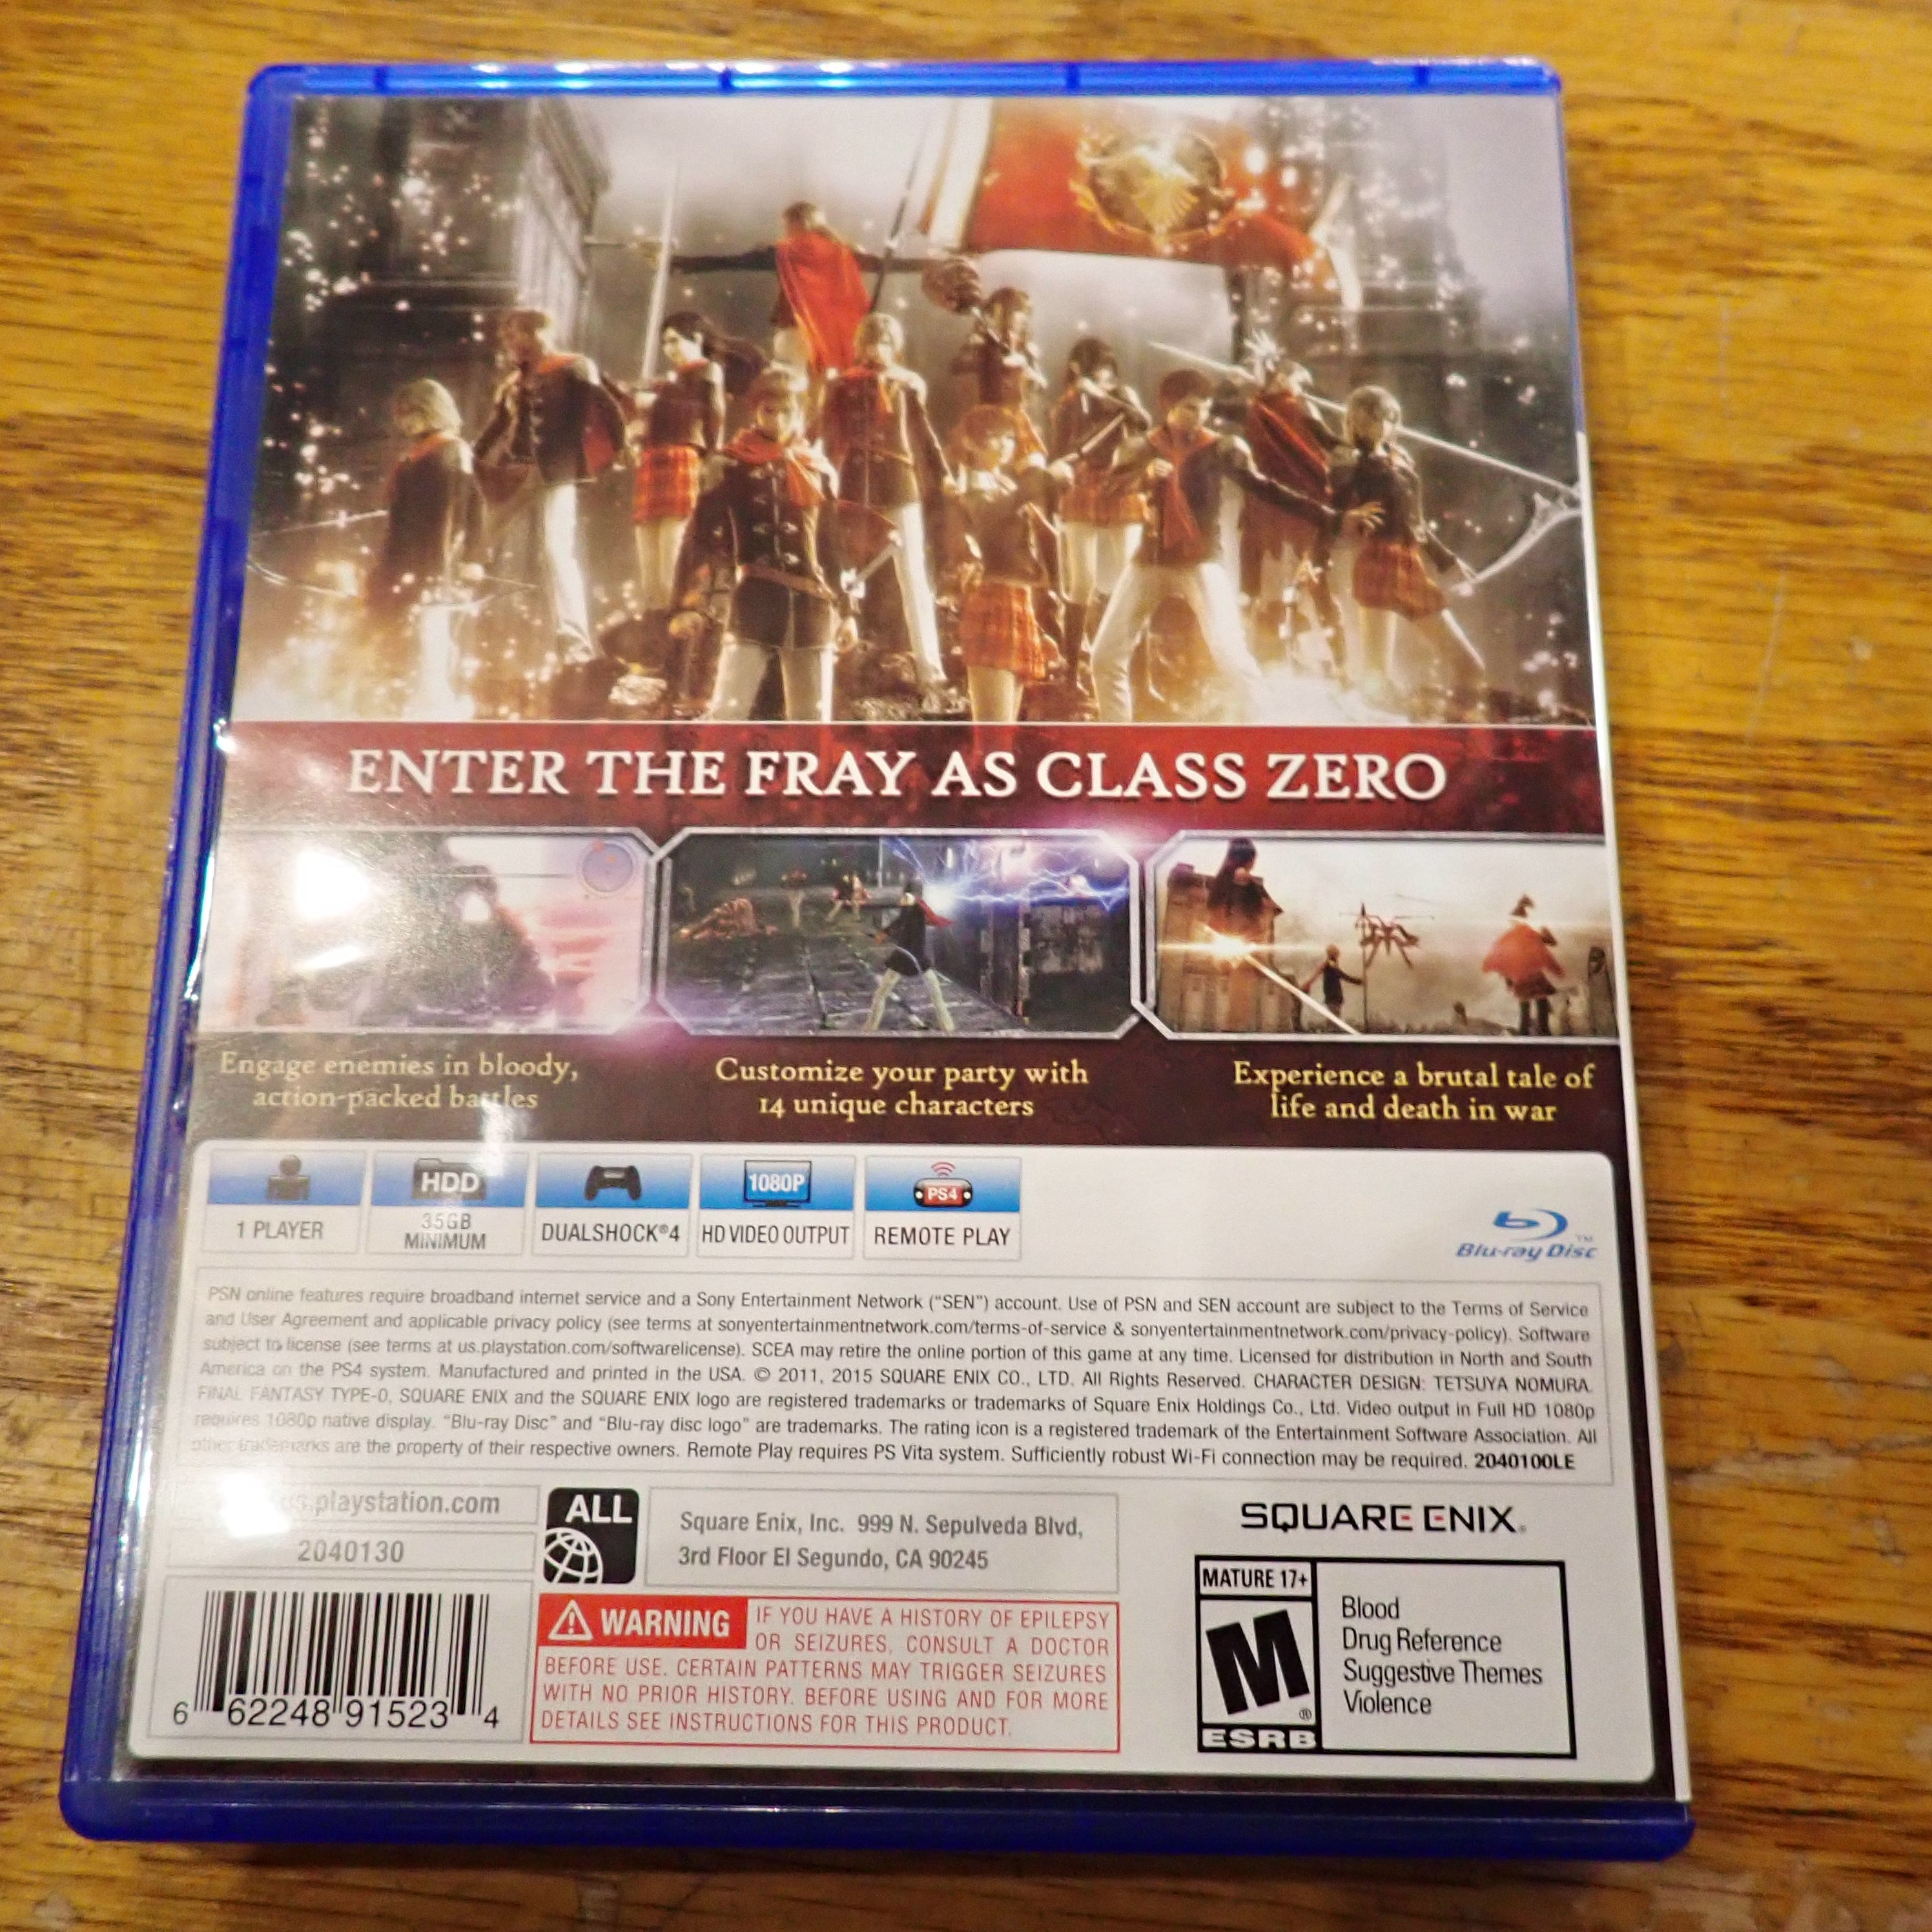 ENTER THE FRAY AS CLASS ZERO
Engage enemies in bloody,
action-packed battles
Customize your party with
14 unique characters
Experience a brutal tale of
life and death in war
1 PLAYER
HDD
35GB
MINIMUM
DUALSHOCK®4
1080P
HD VIDEO OUTPUT
PS4
REMOTE PLAY
Blu-ray Disc™
PSN online features require broadband internet service and a Sony Entertainment Network (“SEN”) account. Use of PSN and SEN account are subject to the Terms of Service
and User Agreement and applicable privacy policy (see terms at sonyentertainmentnetwork.com/terms-of-service & sonyentertainmentnetwork.com/privacy-policy). Software
subject to license (see terms at us.playstation.com/softwarelicense). SCEA may retire the online portion of this game at any time. Licensed for distribution in North and South
America on the PS4 system. Manufactured and printed in the USA. © 2011, 2015 SQUARE ENIX CO., LTD. All Rights Reserved. CHARACTER DESIGN: TETSUYA NOMURA.
FINAL FANTASY TYPE-0, SQUARE ENIX and the SQUARE ENIX logo are registered trademarks or trademarks of Square Enix Holdings Co., Ltd. Video output in Full HD 1080p
requires 1080p native display. “Blu-ray Disc” and “Blu-ray disc logo” are trademarks. The rating icon is a registered trademark of the Entertainment Software Association. All
other trademarks are the property of their respective owners. Remote Play requires PS Vita system. Sufficiently robust Wi-Fi connection may be required. 2040100LE
us.playstation.com
2040130
ALL
Square Enix, Inc. 999 N. Sepulveda Blvd,
3rd Floor El Segundo, CA 90245
SQUARE ENIX®
WARNING IF YOU HAVE A HISTORY OF EPILEPSY
OR SEIZURES, CONSULT A DOCTOR
BEFORE USE. CERTAIN PATTERNS MAY TRIGGER SEIZURES
WITH NO PRIOR HISTORY. BEFORE USING AND FOR MORE
DETAILS SEE INSTRUCTIONS FOR THIS PRODUCT.
6 62248 91523 4
MATURE 17+
M®
ESRB
Blood
Drug Reference
Suggestive Themes
Violence